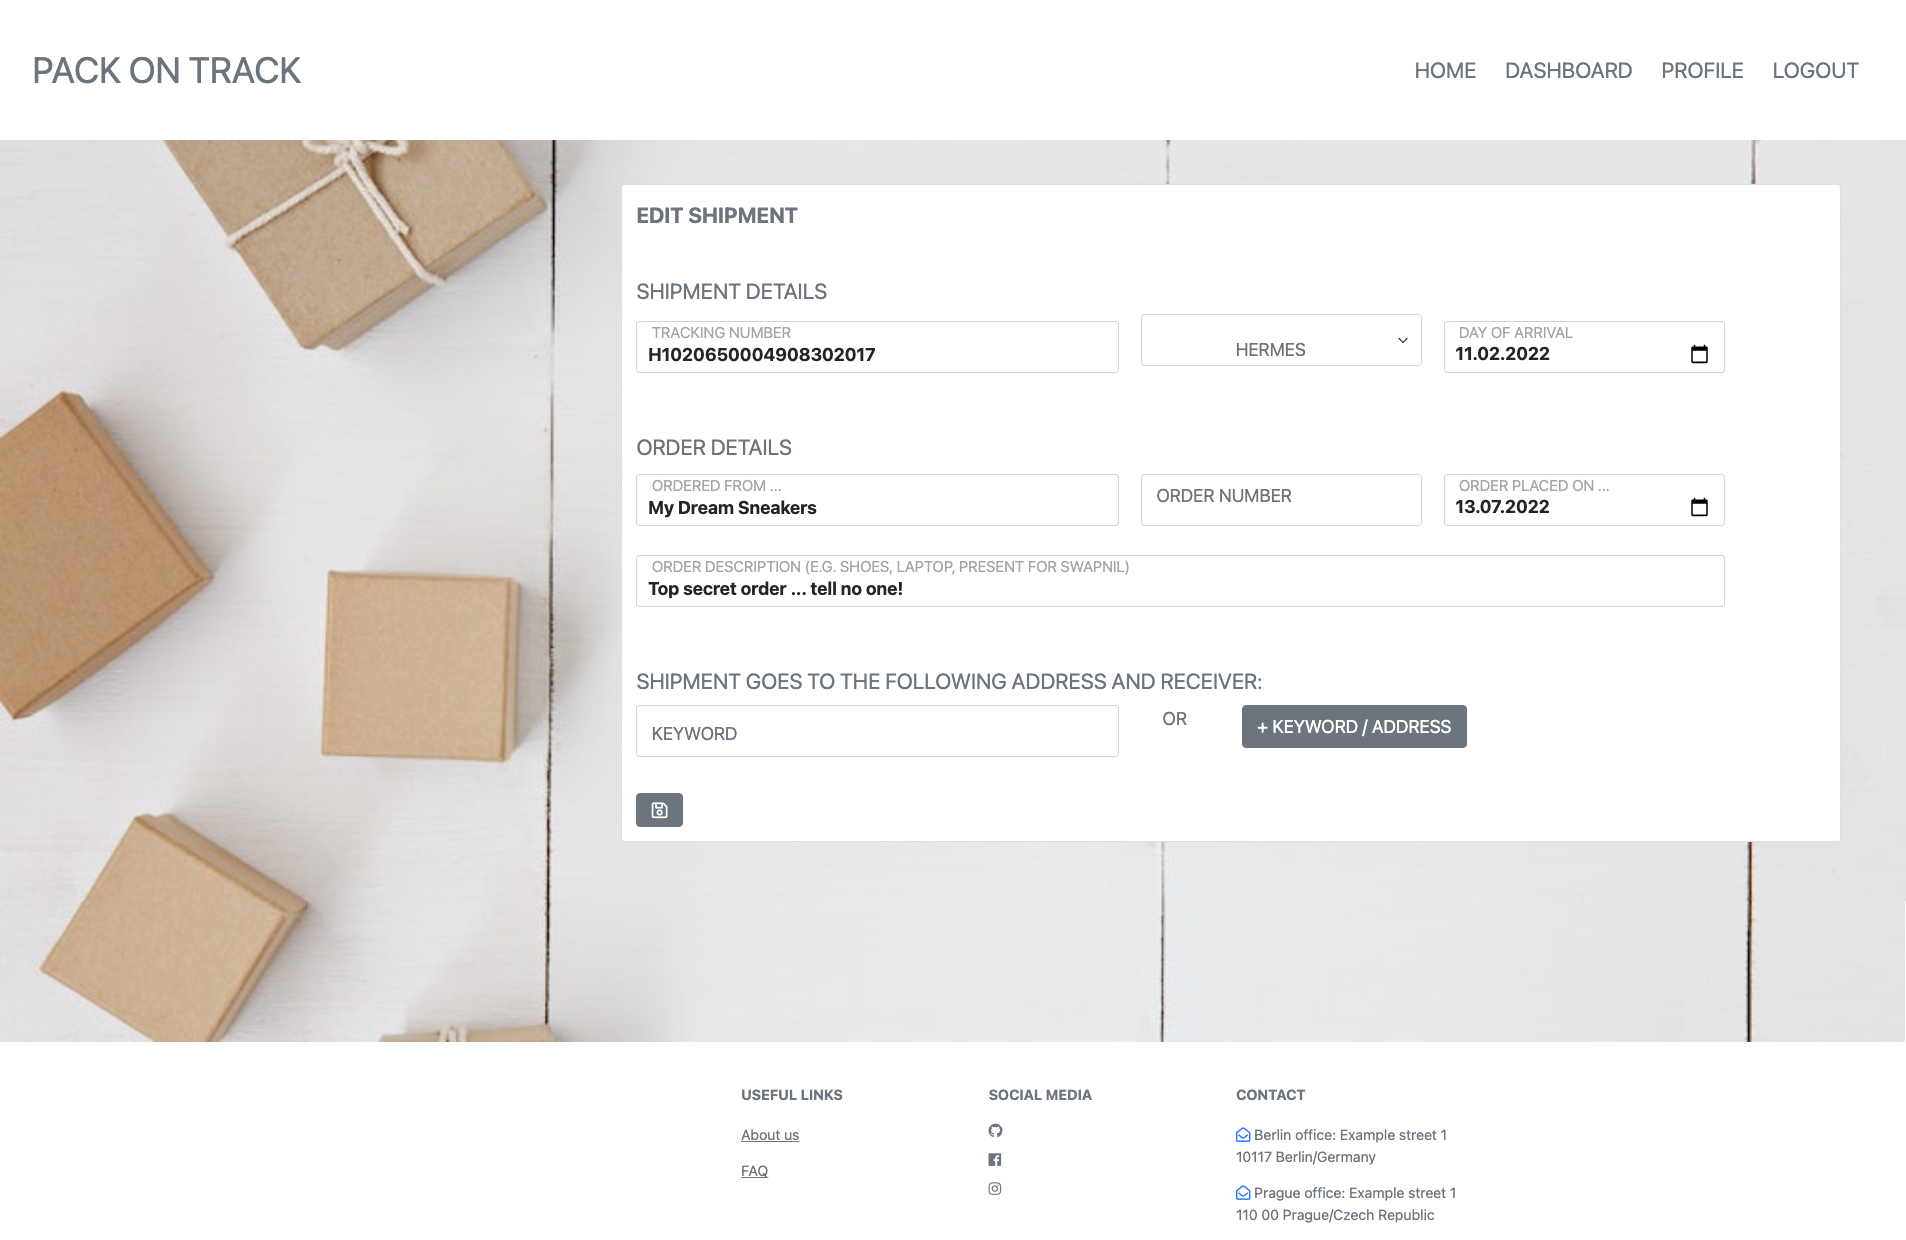 PACK ON TRACK
HOME DASHBOARD PROFILE LOGOUT
EDIT SHIPMENT
SHIPMENT DETAILS
TRACKING NUMBER
H1020650004908302017
HERMES
DAY OF ARRIVAL
11.02.2022
ORDER DETAILS
ORDERED FROM ...
My Dream Sneakers
ORDER NUMBER
ORDER PLACED ON ...
13.07.2022
ORDER DESCRIPTION (E.G. SHOES, LAPTOP, PRESENT FOR SWAPNIL)
Top secret order ... tell no one!
SHIPMENT GOES TO THE FOLLOWING ADDRESS AND RECEIVER:
KEYWORD
OR
+ KEYWORD / ADDRESS
USEFUL LINKS
About us
FAQ
SOCIAL MEDIA
CONTACT
Berlin office: Example street 1
10117 Berlin/Germany
Prague office: Example street 1
110 00 Prague/Czech Republic